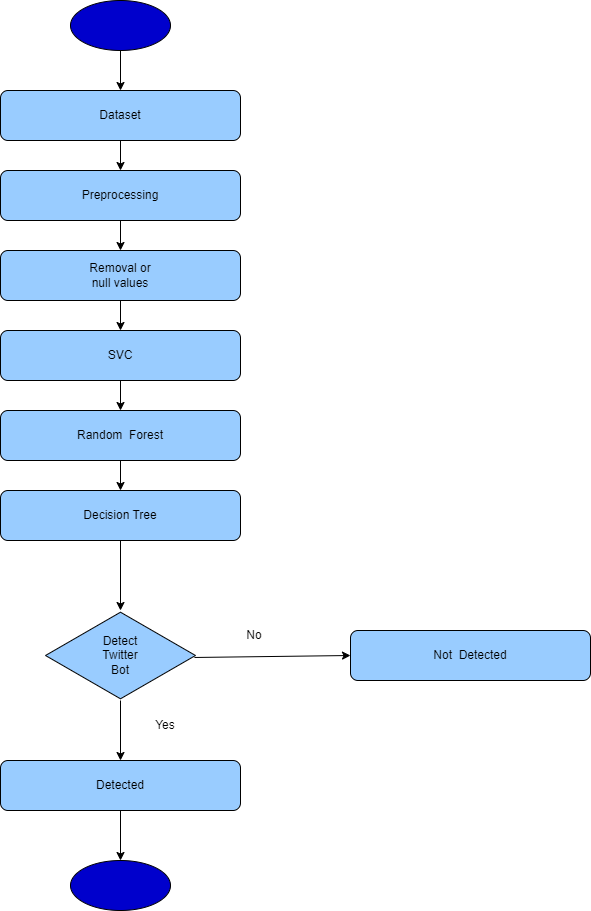 Dataset
Preprocessing
Removal or
null values
SVC
Random Forest
Decision Tree
Detect
Twitter
Bot
No
Not Detected
Yes
Detected